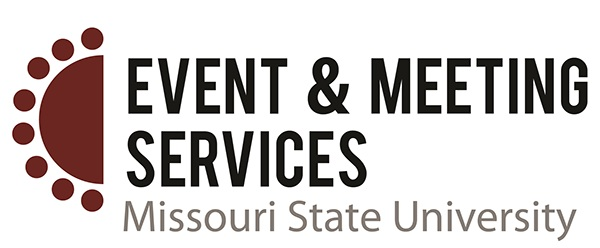 EVENT & MEETING
SERVICES
Missouri State University